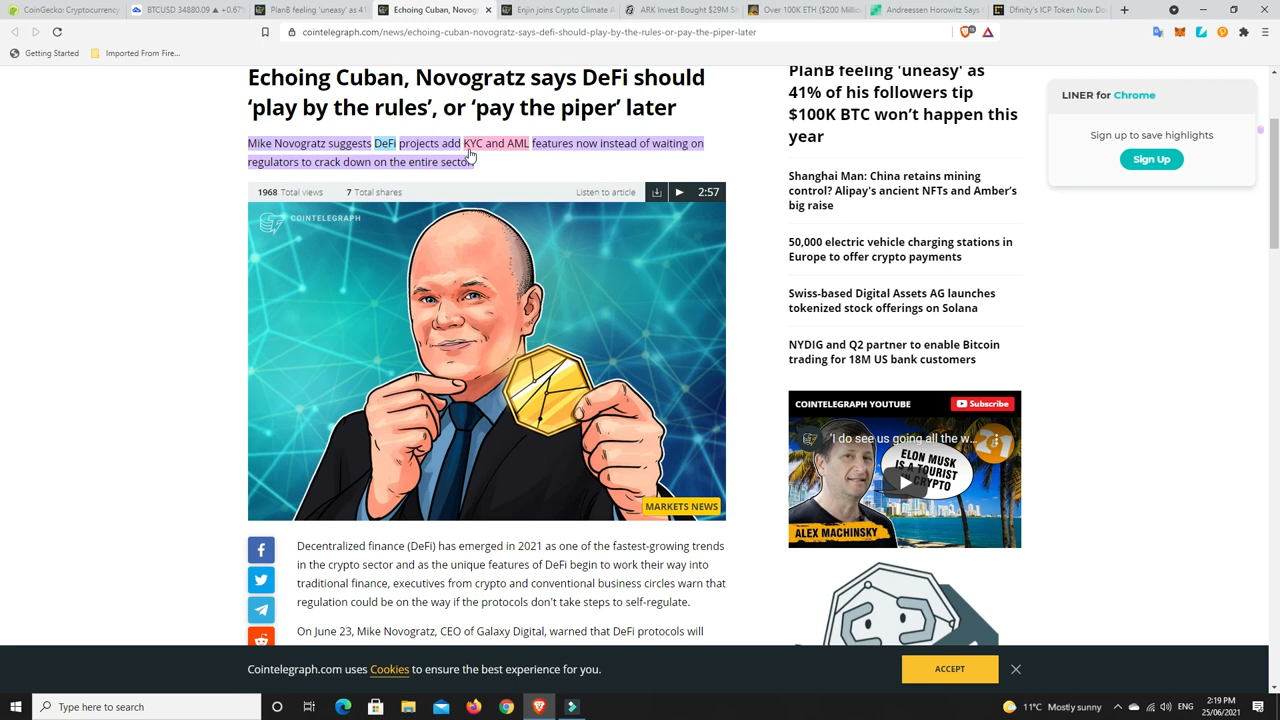 CoinGecko: Cryptocurrency
BTCUSD 34880.09 ▲ +0.67%
PlanB feeling 'uneasy' as 41
Echoing Cuban, Novog
Enjin joins Crypto Climate A
ARK Invest Bought $29M S
Over 100K ETH ($200 Millio
Andreessen Horowitz Says
Dfinity's ICP Token Now Do
cointelegraph.com/news/echoing-cuban-novogratz-says-defi-should-play-by-the-rules-or-pay-the-piper-later
Getting Started
Imported From Fire...
Echoing Cuban, Novogratz says DeFi should
'play by the rules', or 'pay the piper' later
Mike Novogratz suggests DeFi projects add KYC and AML features now instead of waiting on
regulators to crack down on the entire sector.
1968 Total views
7 Total shares
Listen to article
2:57
COINTELEGRAPH
MARKETS NEWS
Decentralized finance (DeFi) has emerged in 2021 as one of the fastest-growing trends
in the crypto sector and as the unique features of DeFi begin to work their way into
traditional finance, executives from crypto and conventional business circles warn that
regulation could be on the way if the protocols don't take steps to self-regulate.
On June 23, Mike Novogratz, CEO of Galaxy Digital, warned that DeFi protocols will
PlanB feeling 'uneasy' as
41% of his followers tip
$100K BTC won't happen this
year
Shanghai Man: China retains mining
control? Alipay's ancient NFTs and Amber's
big raise
50,000 electric vehicle charging stations in
Europe to offer crypto payments
Swiss-based Digital Assets AG launches
tokenized stock offerings on Solana
NYDIG and Q2 partner to enable Bitcoin
trading for 18M US bank customers
COINTELEGRAPH YOUTUBE
Subscribe
'I do see us going all the w...
ELON MUSK
IS A TOURIST
IN CRYPTO
ALEX MACHINSKY
LINER for Chrome
Sign up to save highlights
Sign Up
Cointelegraph.com uses Cookies to ensure the best experience for you.
ACCEPT
Type here to search
11°C Mostly sunny
ENG
2:19 PM
25/06/2021